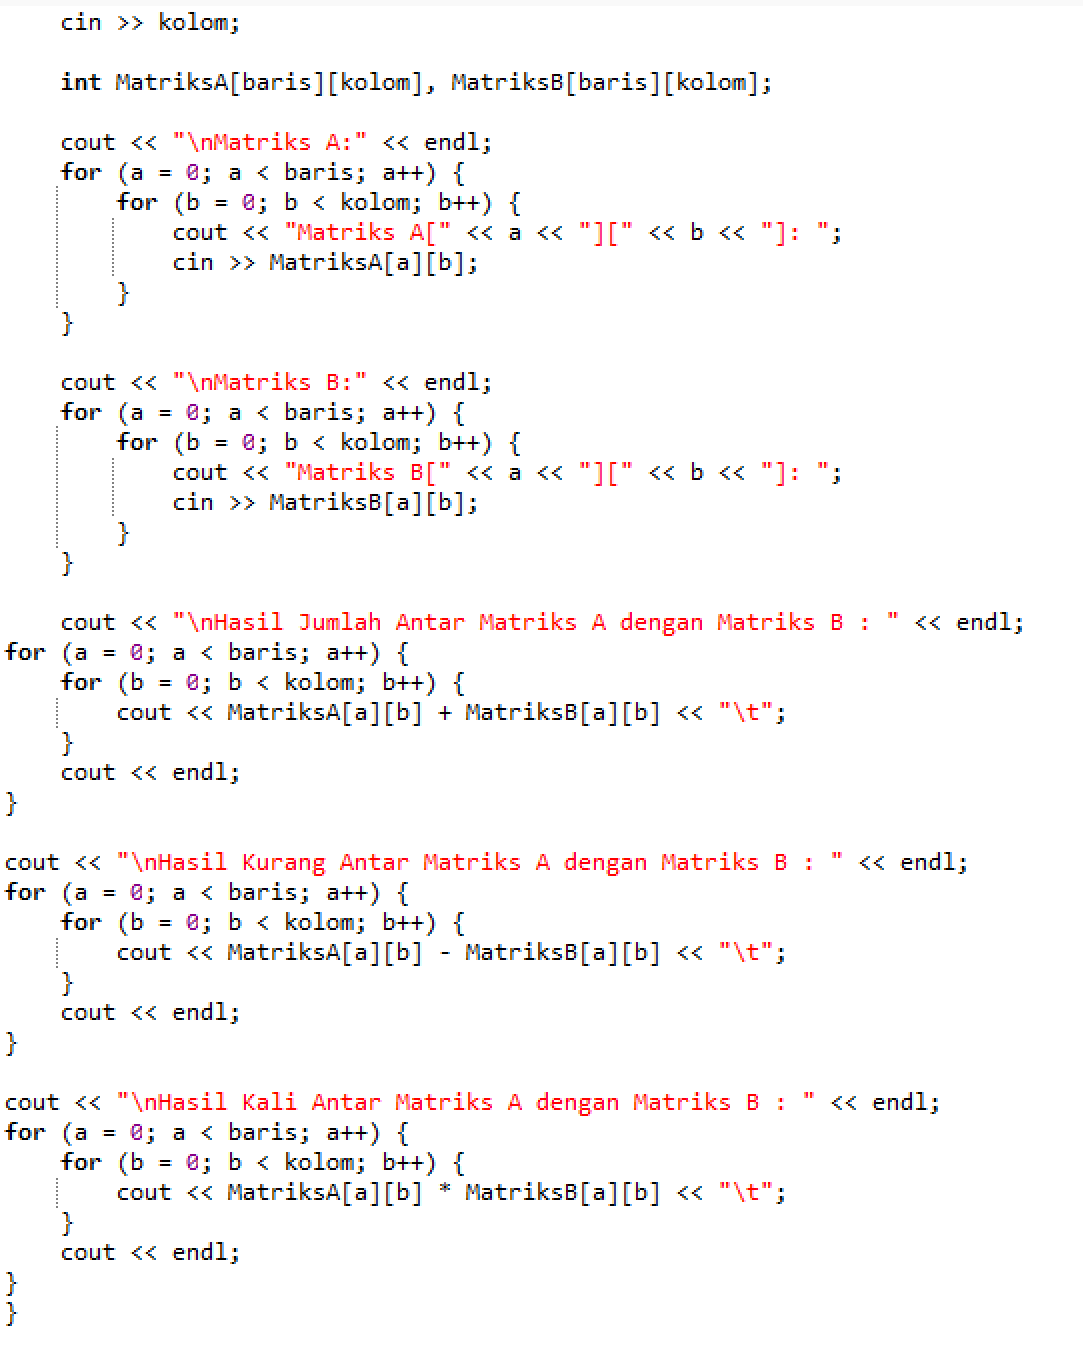 cin >> kolom;
int MatriksA[baris][kolom], MatriksB[baris][kolom];
cout << "\nMatriks A:" << endl;
for (a = 0; a < baris; a++) {
for (b = 0; b < kolom; b++) {
cout << "Matriks A[" << a << "][" << b << "]: ";
cin >> MatriksA[a][b];
}
}
cout << "\nMatriks B:" << endl;
for (a = 0; a < baris; a++) {
for (b = 0; b < kolom; b++) {
cout << "Matriks B[" << a << "][" << b << "]: ";
cin >> MatriksB[a][b];
}
}
cout << "\nHasil Jumlah Antar Matriks A dengan Matriks B : " << endl;
for (a = 0; a < baris; a++) {
for (b = 0; b < kolom; b++) {
cout << MatriksA[a][b] + MatriksB[a][b] << "\t";
}
cout << endl;
}
cout << "\nHasil Kurang Antar Matriks A dengan Matriks B : " << endl;
for (a = 0; a < baris; a++) {
for (b = 0; b < kolom; b++) {
cout << MatriksA[a][b] - MatriksB[a][b] << "\t";
}
cout << endl;
}
cout << "\nHasil Kali Antar Matriks A dengan Matriks B : " << endl;
for (a = 0; a < baris; a++) {
for (b = 0; b < kolom; b++) {
cout << MatriksA[a][b] * MatriksB[a][b] << "\t";
}
cout << endl;
}
}